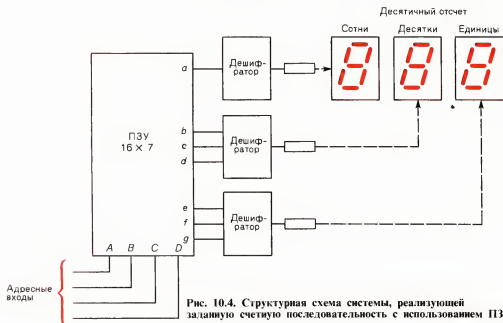 Десятичный отсчет
Сотни Десятки Единицы
a
Дешиф-
ратор
ПЗУ
16 × 7
b
c
d
Дешиф-
ратор
e
f
g
Дешиф-
ратор
A B C D
Адресные
входы
Рис. 10.4. Структурная схема системы, реализующей
заданную счетную последовательность с использованием ПЗ